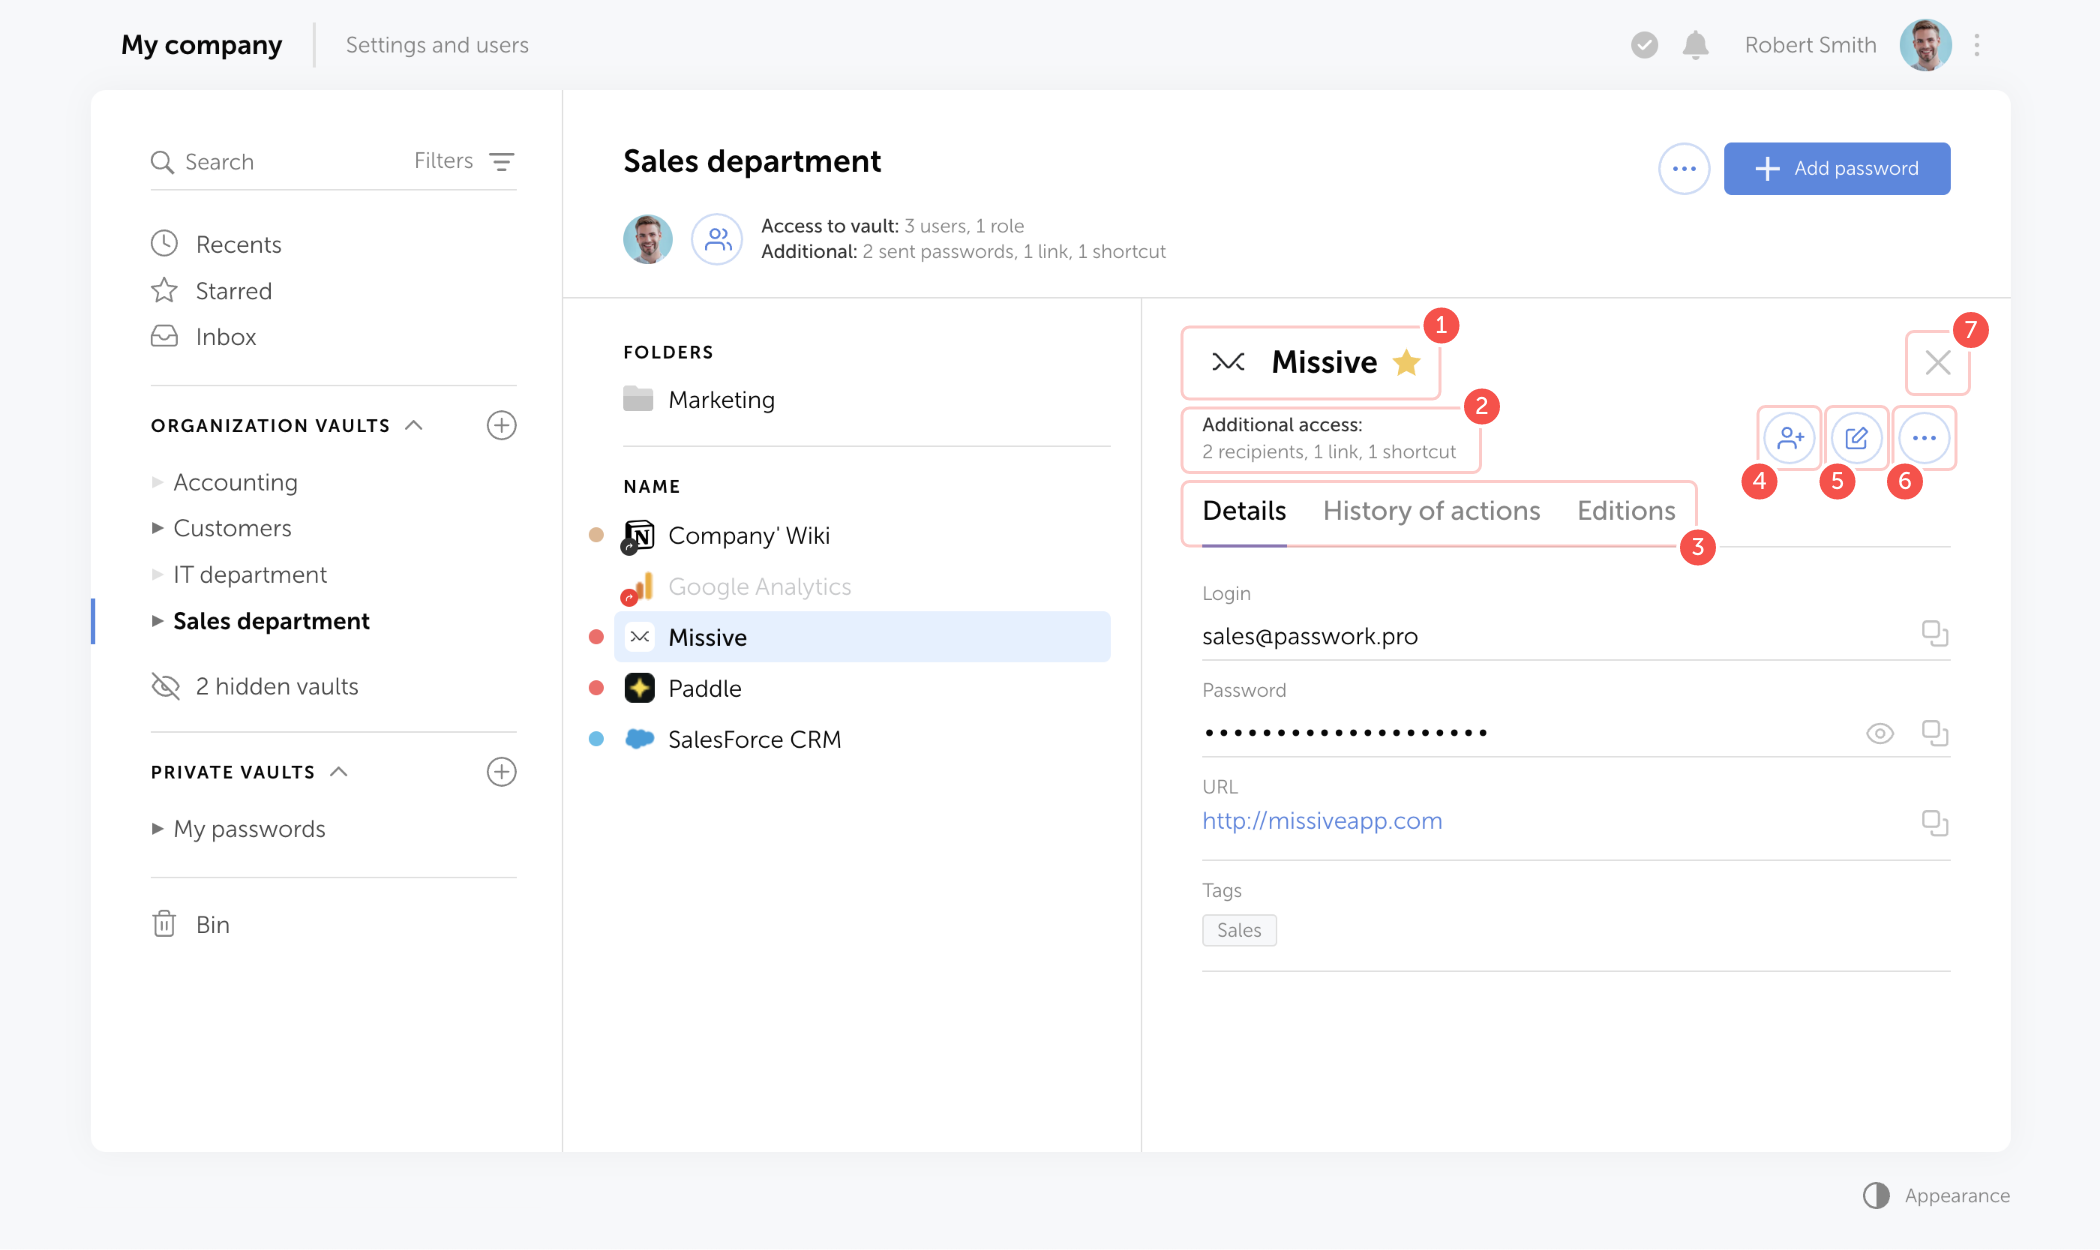 My company
Settings and users
Robert Smith
Search
Filters
Recents
Starred
Inbox
ORGANIZATION VAULTS
Accounting
Customers
IT department
Sales department
2 hidden vaults
PRIVATE VAULTS
My passwords
Bin
Sales department
Access to vault: 3 users, 1 role
Additional: 2 sent passwords, 1 link, 1 shortcut
Add password
FOLDERS
Marketing
NAME
Company' Wiki
Google Analytics
Missive
Paddle
SalesForce CRM
Missive
1
7
Additional access:
2
2 recipients, 1 link, 1 shortcut
4
5
6
Details
History of actions
Editions
3
Login
sales@passwork.pro
Password
URL
http://missiveapp.com
Tags
Sales
Appearance